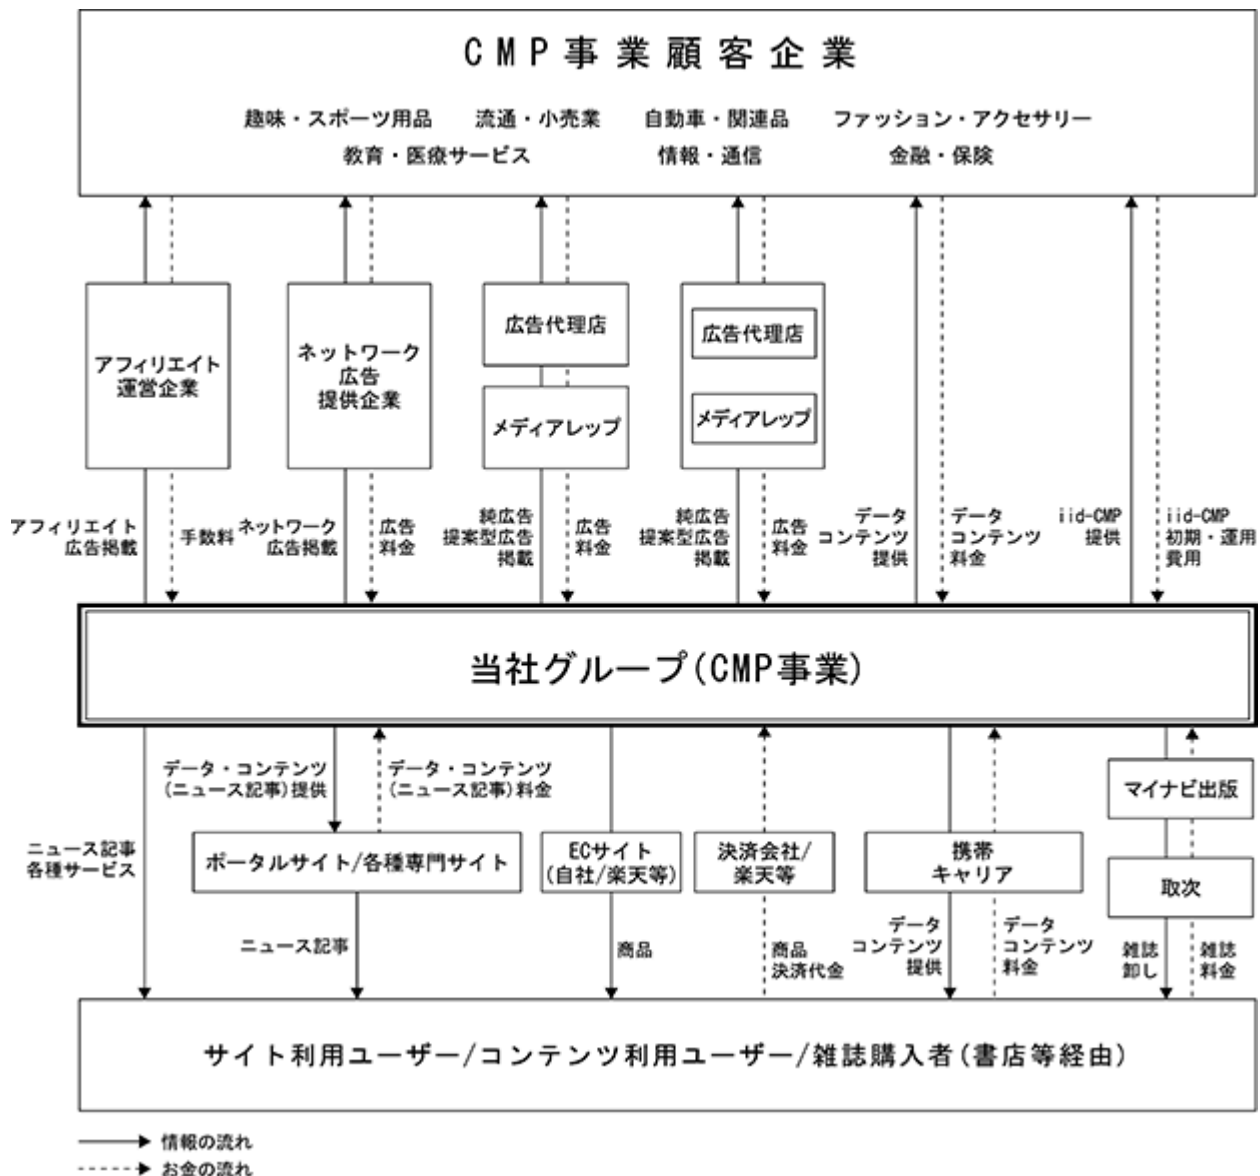 CMP事業顧客企業
趣味・スポーツ用品 流通・小売業 自動車・関連品 ファッション・アクセサリー
教育・医療サービス 情報・通信 金融・保険
アフィリエイト
運営企業
ネットワーク
広告
提供企業
広告代理店
メディアレップ
広告代理店
メディアレップ
アフィリエイト
広告掲載
手数料
ネットワーク
広告掲載
広告
料金
純広告
提案型広告
掲載
広告
料金
純広告
提案型広告
掲載
広告
料金
データ
コンテンツ
提供
データ
コンテンツ
料金
iid-CMP
提供
iid-CMP
初期・運用
費用
当社グループ(CMP事業)
データ・コンテンツ
(ニュース記事)提供
データ・コンテンツ
(ニュース記事)料金
マイナビ出版
ニュース記事
各種サービス
ポータルサイト/各種専門サイト
ECサイト
(自社/楽天等)
決済会社/
楽天等
携帯
キャリア
取次
ニュース記事
商品
商品
決済代金
データ
コンテンツ
提供
データ
コンテンツ
料金
雑誌
卸し
雑誌
料金
サイト利用ユーザー/コンテンツ利用ユーザー/雑誌購入者(書店等経由)
情報の流れ
お金の流れ